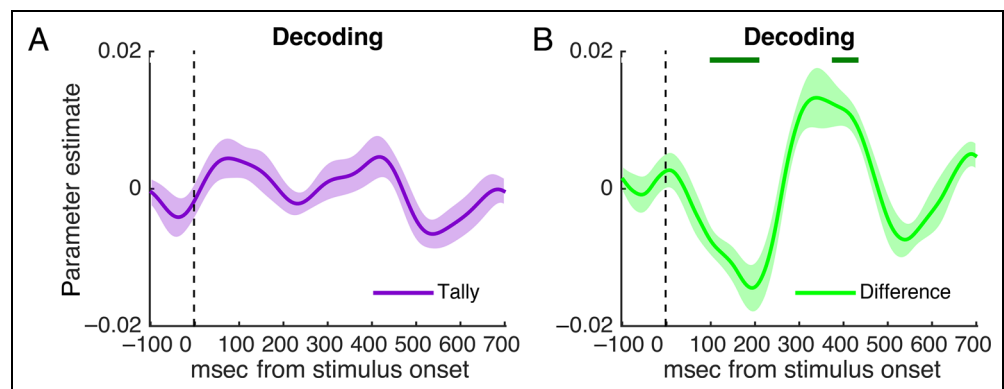 A
Decoding
0.02
0
−0.02
Parameter estimate
Tally
−100 0 100 200 300 400 500 600 700
msec from stimulus onset
B
Decoding
0.02
0
−0.02
Difference
−100 0 100 200 300 400 500 600 700
msec from stimulus onset